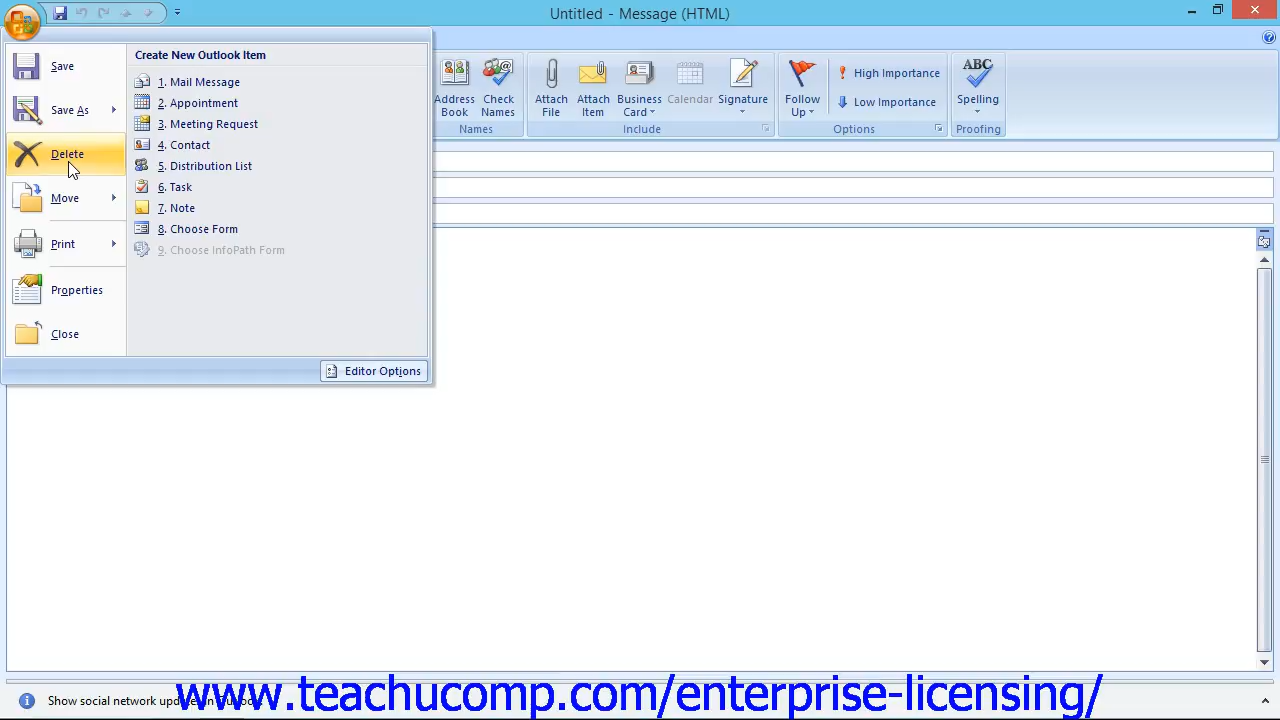 Untitled - Message (HTML)
Save
Save As
Delete
Move
Print
Properties
Close
Create New Outlook Item
1. Mail Message
2. Appointment
3. Meeting Request
4. Contact
5. Distribution List
6. Task
7. Note
8. Choose Form
9. Choose InfoPath Form
Editor Options
Address Book
Check Names
Names
Attach File
Attach Item
Business Card
Calendar
Signature
Include
Follow Up
High Importance
Low Importance
Options
ABC
Spelling
Proofing
Show social network updates in Outlook.
www.teachucomp.com/enterprise-licensing/